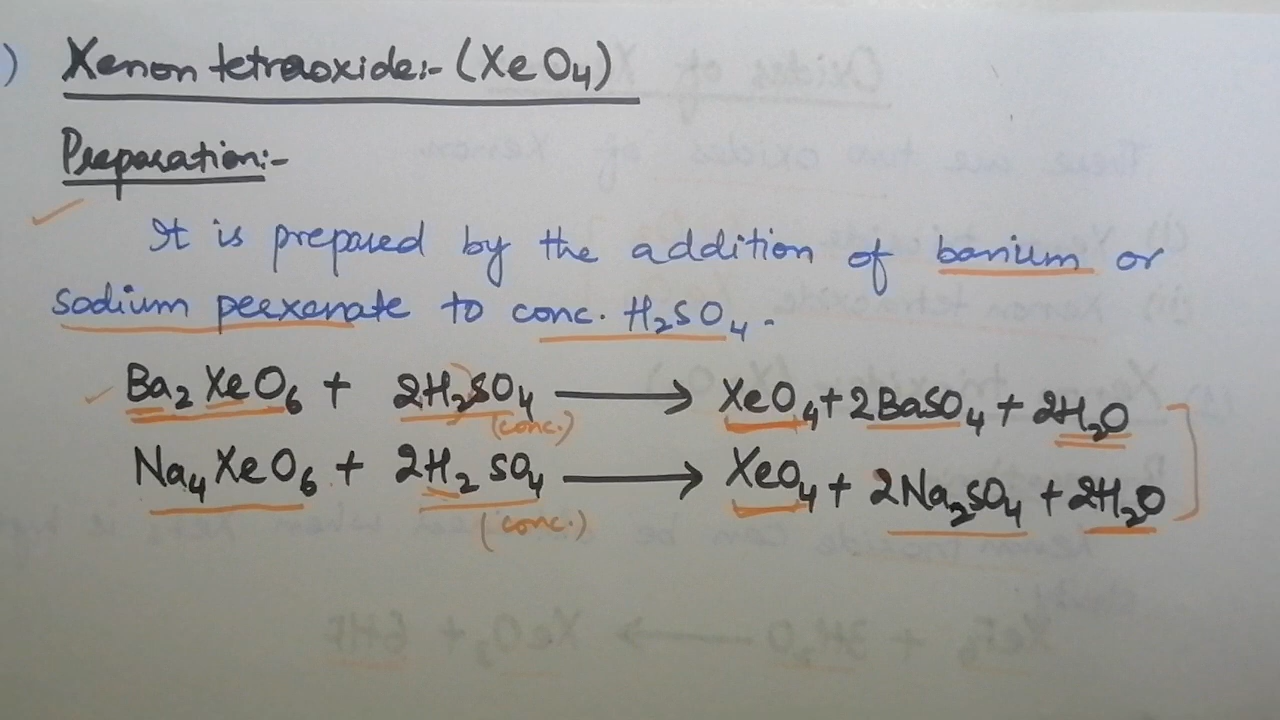 ) Xenon tetraoxide:- (XeO4)
Preparation:-
It is prepared by the addition of barium or
sodium perxenate to conc. H2SO4.
Ba2XeO6 + 2H2SO4 ⟶ XeO4 + 2BaSO4 + 2H2O
(conc.)
Na4XeO6 + 2H2SO4 ⟶ XeO4 + 2Na2SO4 + 2H2O
(conc.)